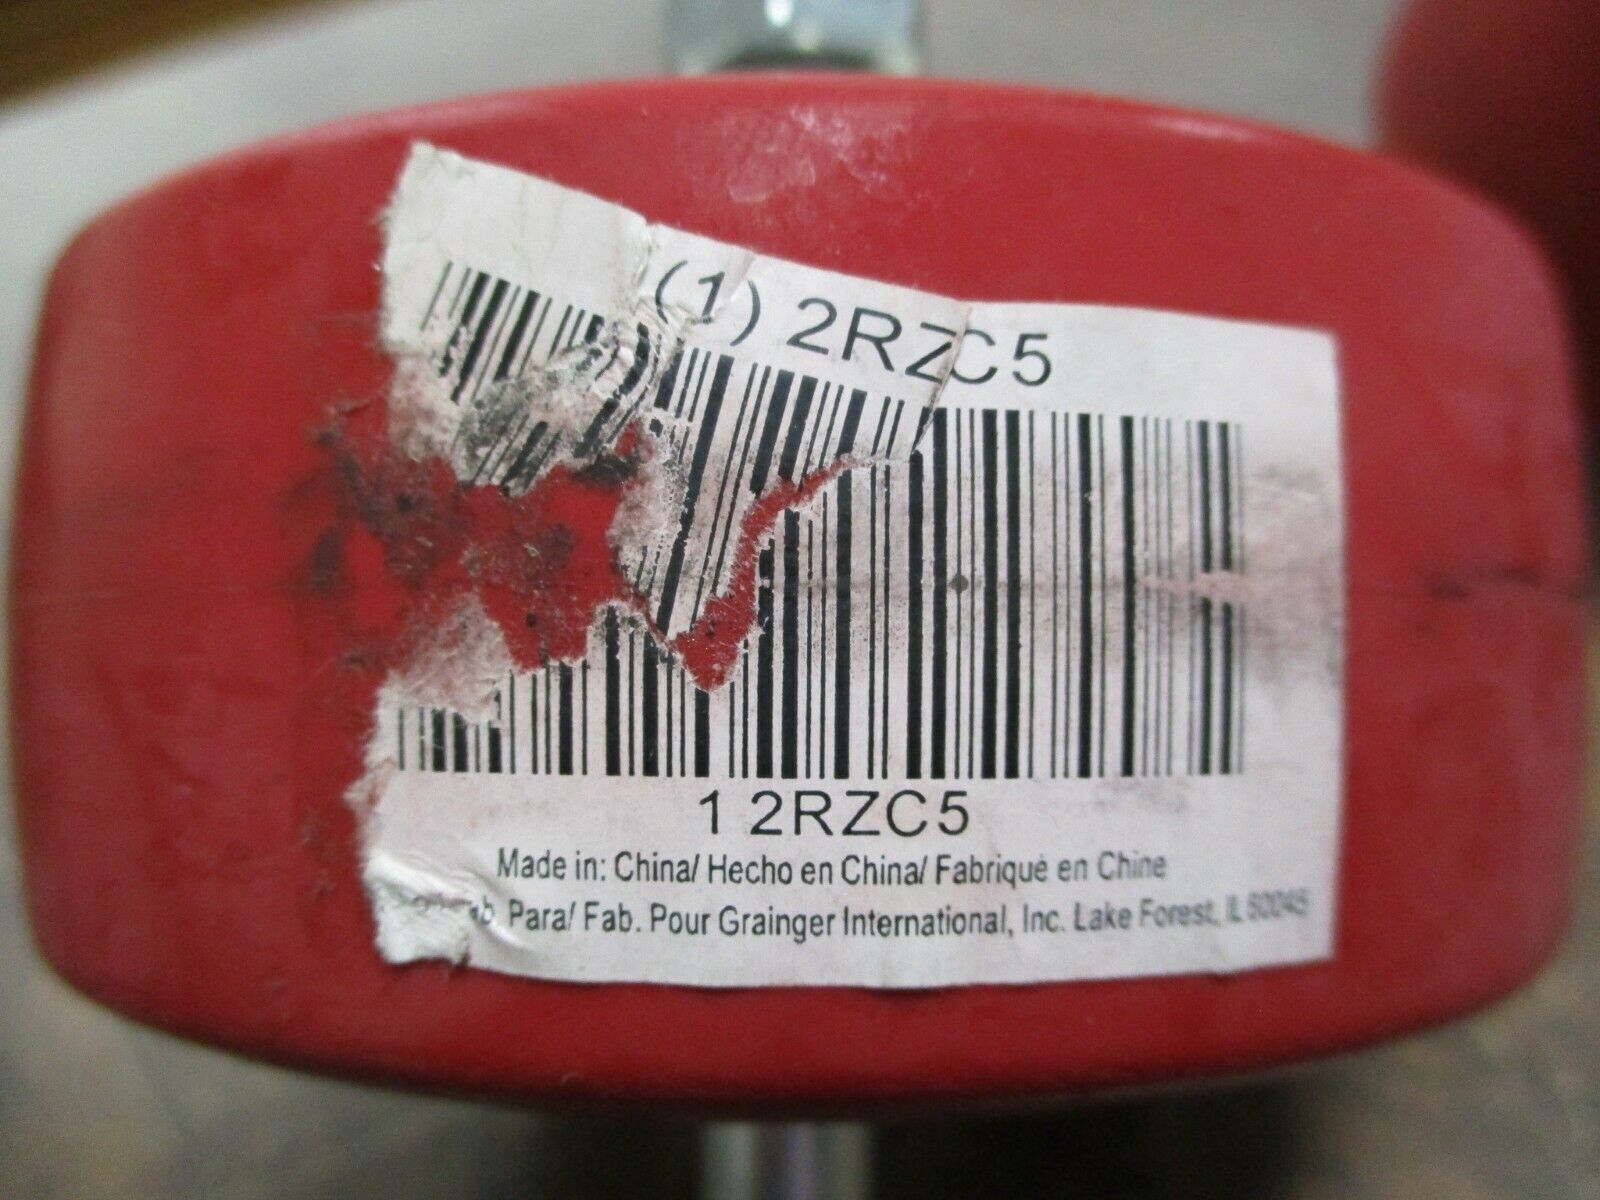 (1) 2RZC5
1 2RZC5
Made in: China/ Hecho en China/ Fabriqué en Chine
Para/ Fab. Pour Grainger International, Inc. Lake Forest, IL 60045